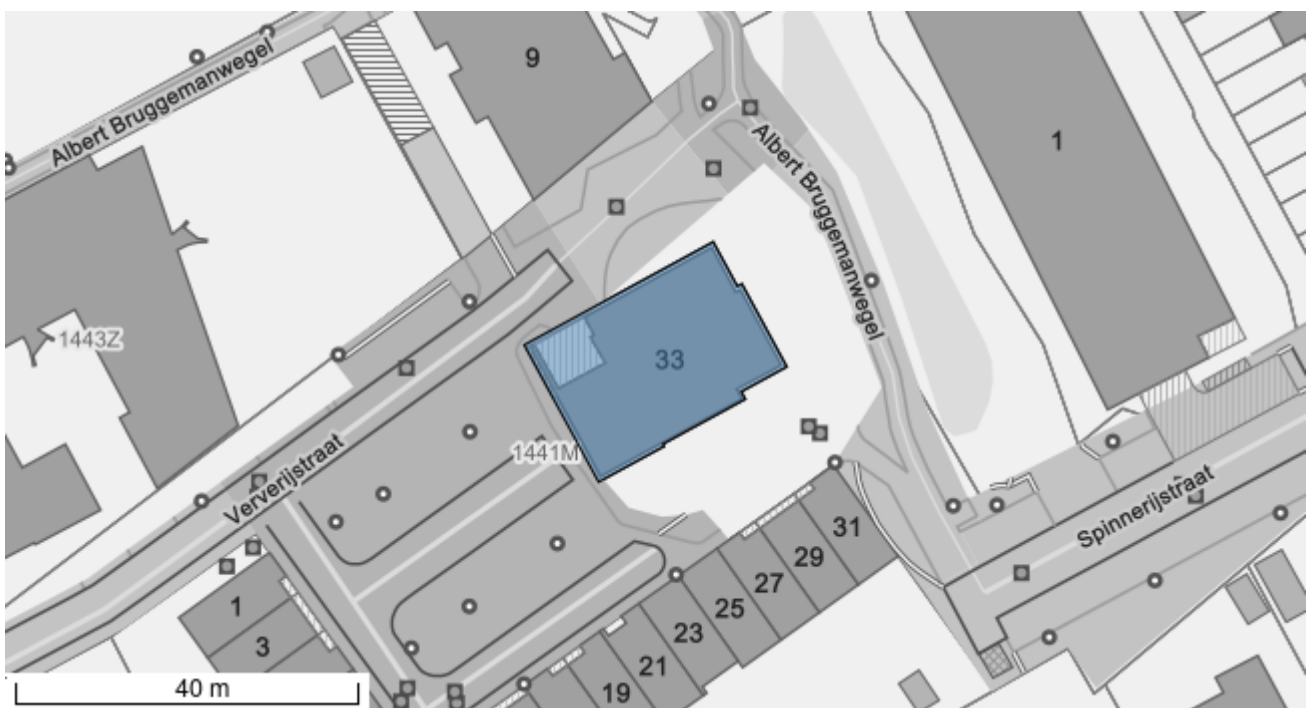 Albert Bruggemanwegel
9
1
Albert Bruggemanwegel
1443Z
33
1441M
Ververijstraat
Spinnerijstraat
31
29
27
25
23
21
19
1
3
40 m